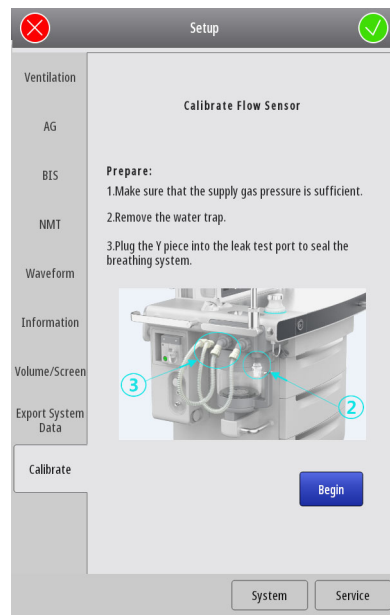 Setup
Ventilation
AG
BIS
NMT
Waveform
Information
Volume/Screen
Export System
Data
Calibrate
Calibrate Flow Sensor
Prepare:
1.Make sure that the supply gas pressure is sufficient.
2.Remove the water trap.
3.Plug the Y piece into the leak test port to seal the
breathing system.
3
2
Begin
System
Service